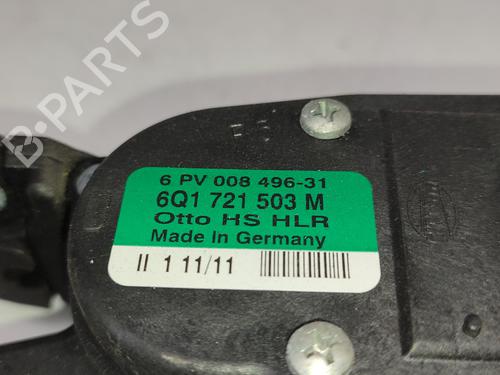 B-PARTS
6 PV 008 496-31
6Q1 721 503 M
Otto HS HLR
Made in Germany
II 1 11/11